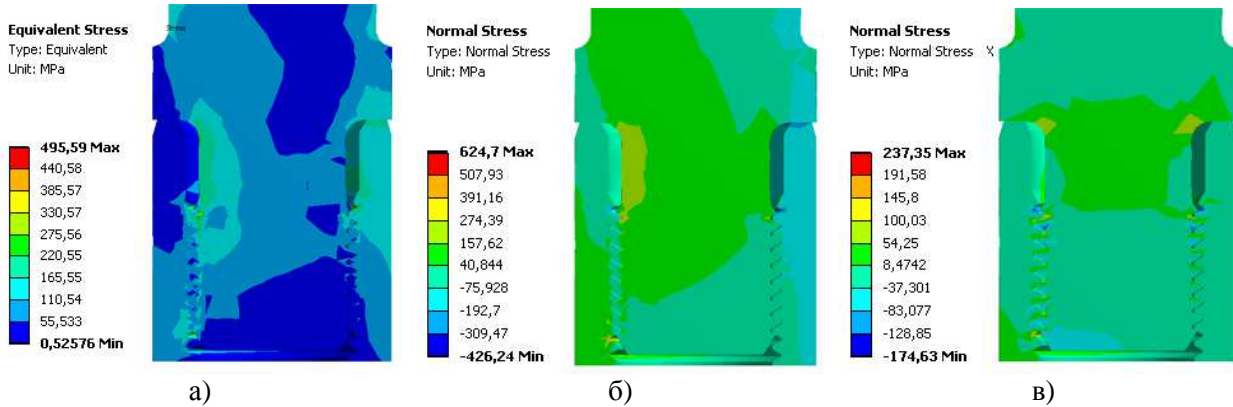 Equivalent Stress
Type: Equivalent
Unit: MPa
495,59 Max
440,58
385,57
330,57
275,56
220,55
165,55
110,54
55,533
0,52576 Min
Stress
а)
Normal Stress
Type: Normal Stress
Unit: MPa
624,7 Max
507,93
391,16
274,39
157,62
40,844
-75,928
-192,7
-309,47
-426,24 Min
б)
Normal Stress
Type: Normal Stress X
Unit: MPa
237,35 Max
191,58
145,8
100,03
54,25
8,4742
-37,301
-83,077
-128,85
-174,63 Min
в)